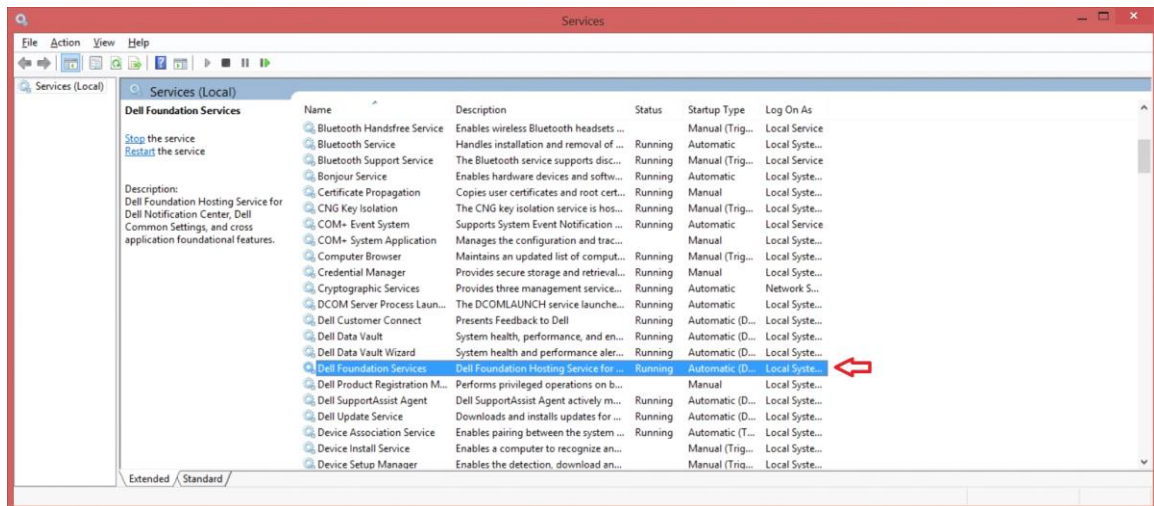 Services
File Action View Help
Services (Local)
Services (Local)
Dell Foundation Services
Stop the service
Restart the service
Description:
Dell Foundation Hosting Service for
Dell Notification Center, Dell
Common Settings, and cross
application foundational features.
Name Description Status Startup Type Log On As
Bluetooth Handsfree Service Enables wireless Bluetooth headsets ... Manual (Trig... Local Service
Bluetooth Service Handles installation and removal of ... Running Automatic Local Syste...
Bluetooth Support Service The Bluetooth service supports disc... Running Manual (Trig... Local Service
Bonjour Service Enables hardware devices and softw... Running Automatic Local Syste...
Certificate Propagation Copies user certificates and root cert... Running Manual Local Syste...
CNG Key Isolation The CNG key isolation service is hos... Running Manual (Trig... Local Syste...
COM+ Event System Supports System Event Notification ... Running Automatic Local Service
COM+ System Application Manages the configuration and trac... Manual Local Syste...
Computer Browser Maintains an updated list of comput... Running Manual (Trig... Local Syste...
Credential Manager Provides secure storage and retrieval... Running Manual Local Syste...
Cryptographic Services Provides three management service... Running Automatic Network S...
DCOM Server Process Laun... The DCOMLAUNCH service launche... Running Automatic Local Syste...
Dell Customer Connect Presents Feedback to Dell Running Automatic (D... Local Syste...
Dell Data Vault System health, performance, and en... Running Automatic (D... Local Syste...
Dell Data Vault Wizard System health and performance aler... Running Automatic (D... Local Syste...
Dell Foundation Services Dell Foundation Hosting Service for ... Running Automatic (D... Local Syste...
Dell Product Registration M... Performs privileged operations on b... Manual Local Syste...
Dell SupportAssist Agent Dell SupportAssist Agent actively m... Running Automatic (D... Local Syste...
Dell Update Service Downloads and installs updates for ... Running Automatic (D... Local Syste...
Device Association Service Enables pairing between the system ... Running Automatic (T... Local Syste...
Device Install Service Enables a computer to recognize an... Manual (Trig... Local Syste...
Device Setup Manager Enables the detection, download an... Manual (Trig... Local Syste...
Extended Standard